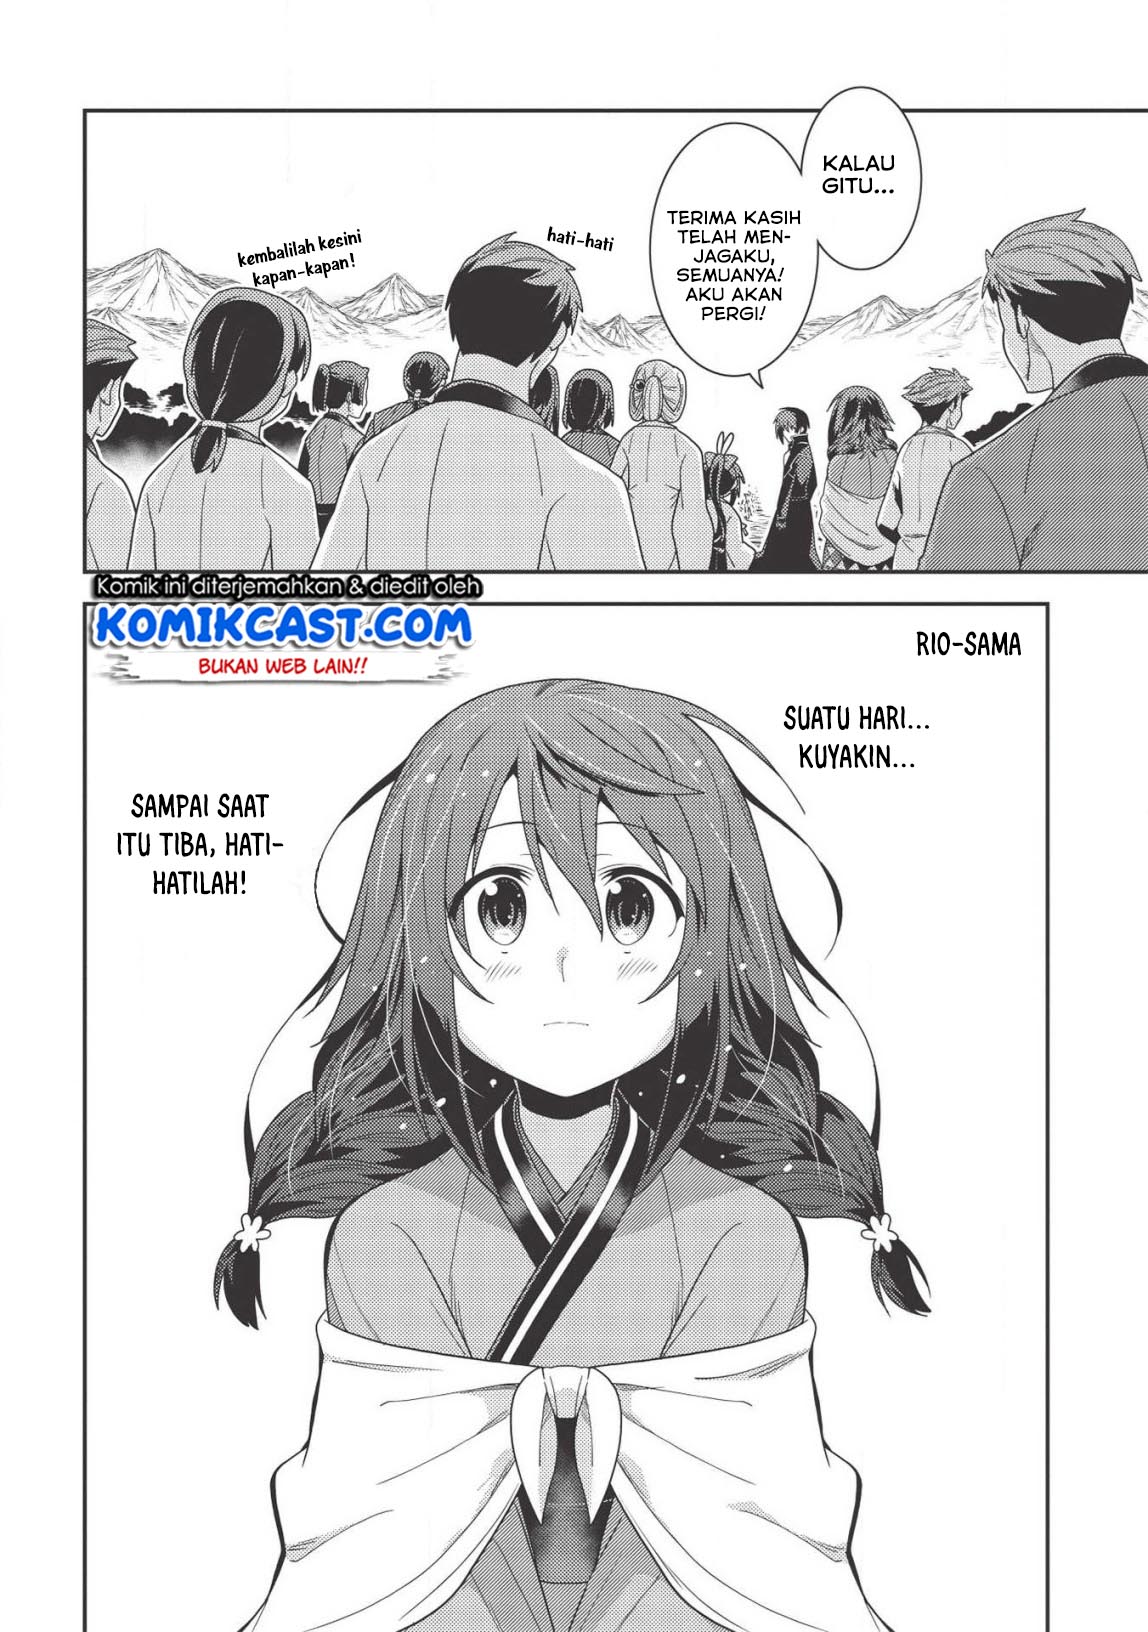 KALAU
GITU...
TERIMA KASIH
TELAH MEN-
JAGAKU,
SEMUANYA!
AKU AKAN
PERGI!
hati-hati
kembalilah kesini
kapan-kapan!
Komik ini diterjemahkan & diedit oleh
KOMIKCAST.COM
BUKAN WEB LAIN!!
RIO-SAMA
SUATU HARI...
KUYAKIN...
SAMPAI SAAT
ITU TIBA, HATI-
HATILAH!